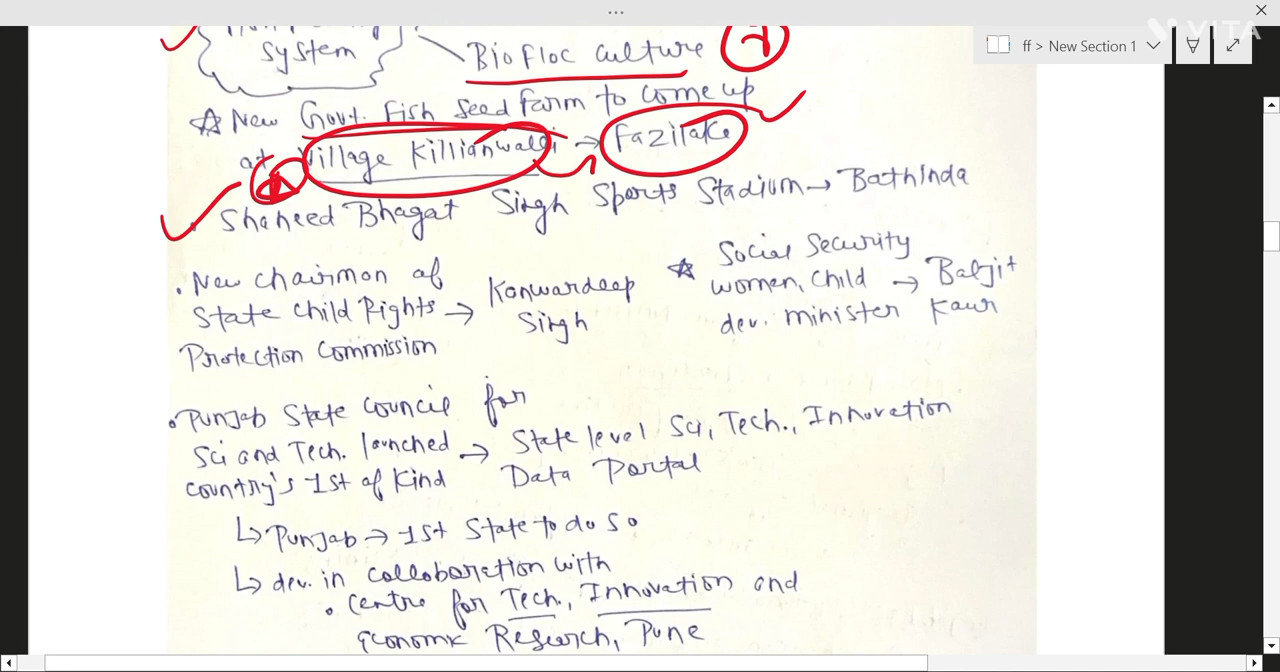 ...
VITA
ff > New Section 1
system
Biofloc culture
☆ New Govt. Fish Seed Farm to come up
at Village Killianwali → Fazilake
Shaheed Bhagat Singh Sports Stadium → Bathinda
. New chairman of
State Child Rights → Konwardeep Singh
Protection Commission
☆ Social Security
women, child → Baljit Kaur
dev. minister
. Punjab State Council for
Sci and Tech. launched → State level Sci, Tech., Innovation
country's 1st of Kind Data Portal
↳ Punjab → 1st State to do so
↳ dev. in collaboration with
. Centre for Tech., Innovation and
Economic Research, Pune